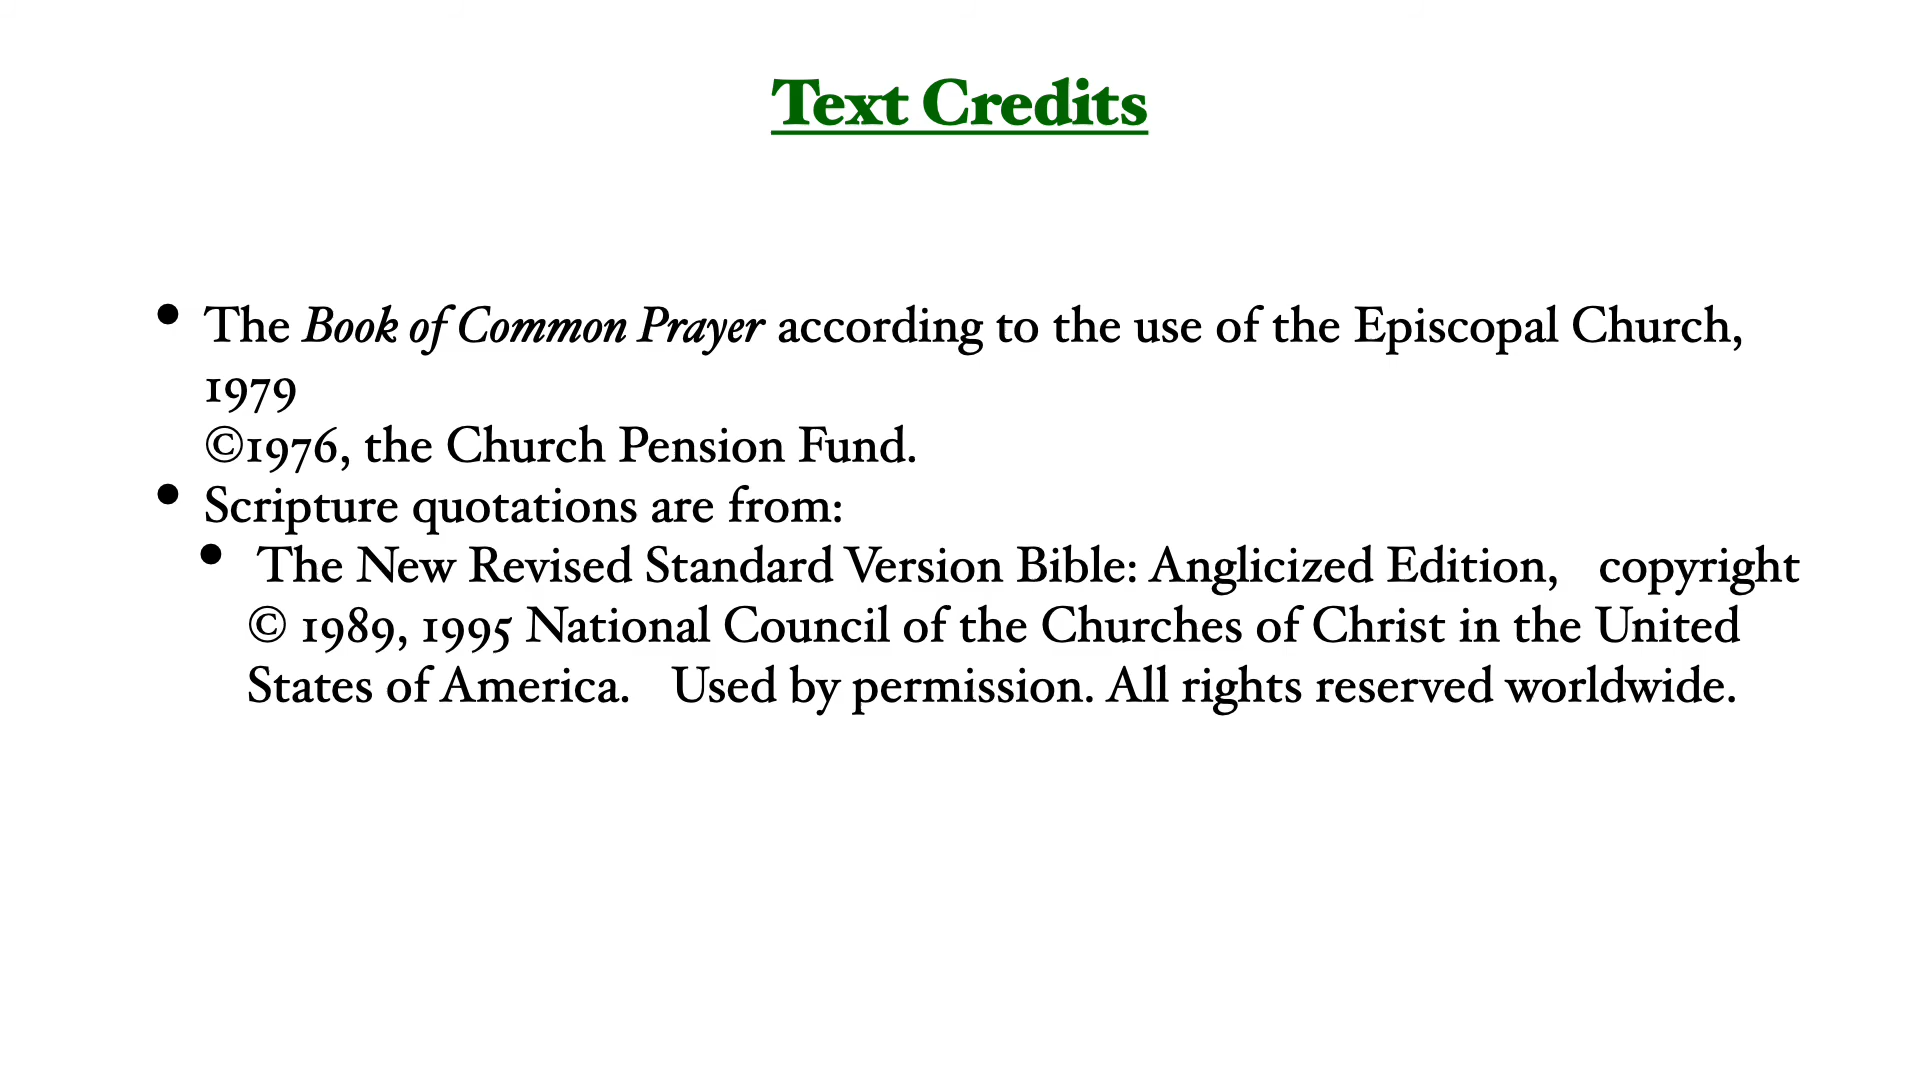 Text Credits
• The Book of Common Prayer according to the use of the Episcopal Church,
1979
©1976, the Church Pension Fund.
• Scripture quotations are from:
• The New Revised Standard Version Bible: Anglicized Edition, copyright
© 1989, 1995 National Council of the Churches of Christ in the United
States of America. Used by permission. All rights reserved worldwide.